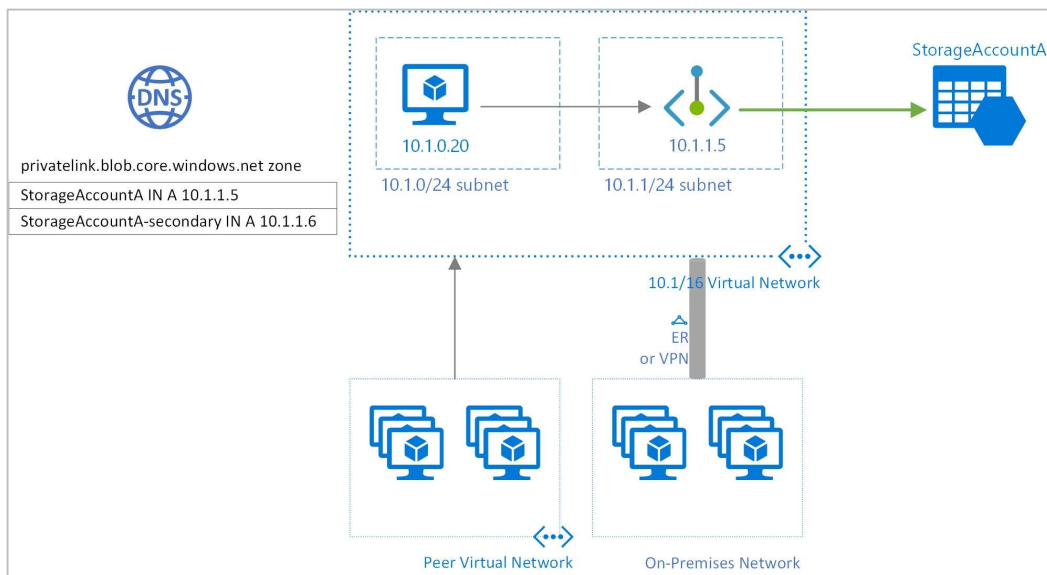 StorageAccountA
DNS
10.1.0.20
10.1.1.5
privatelink.blob.core.windows.net zone
10.1.0/24 subnet
10.1.1/24 subnet
StorageAccountA IN A 10.1.1.5
StorageAccountA-secondary IN A 10.1.1.6
10.1/16 Virtual Network
ER
or VPN
Peer Virtual Network
On-Premises Network